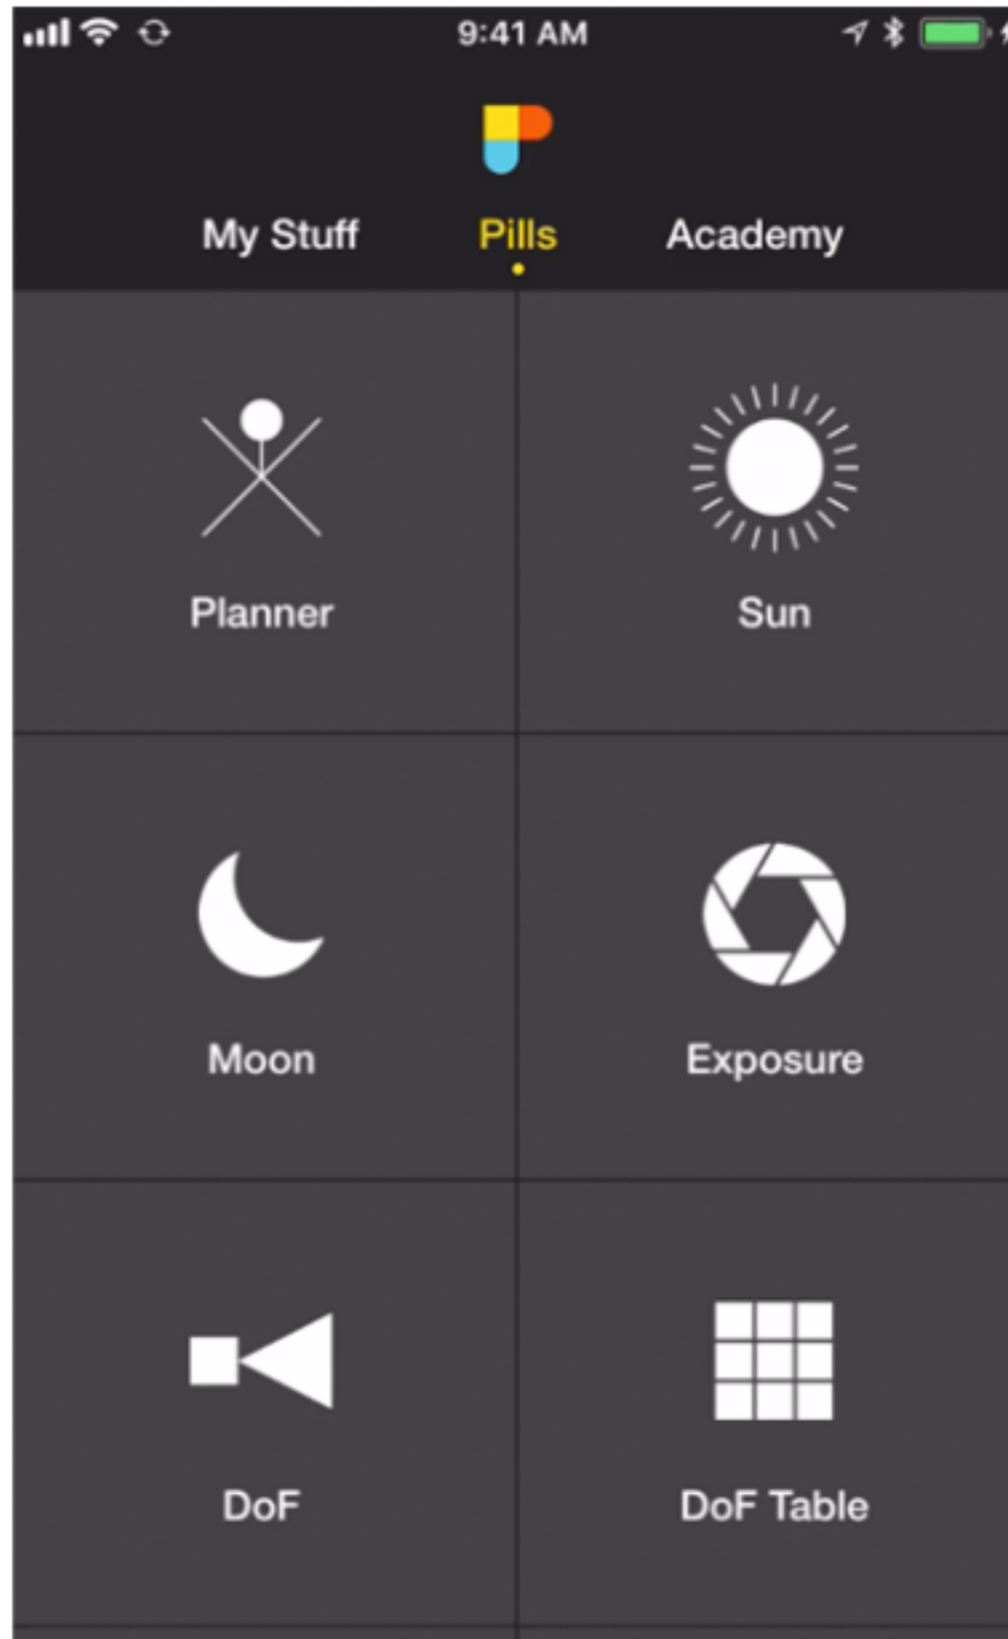 9:41 AM
My Stuff Pills Academy
Planner Sun
Moon Exposure
DoF DoF Table